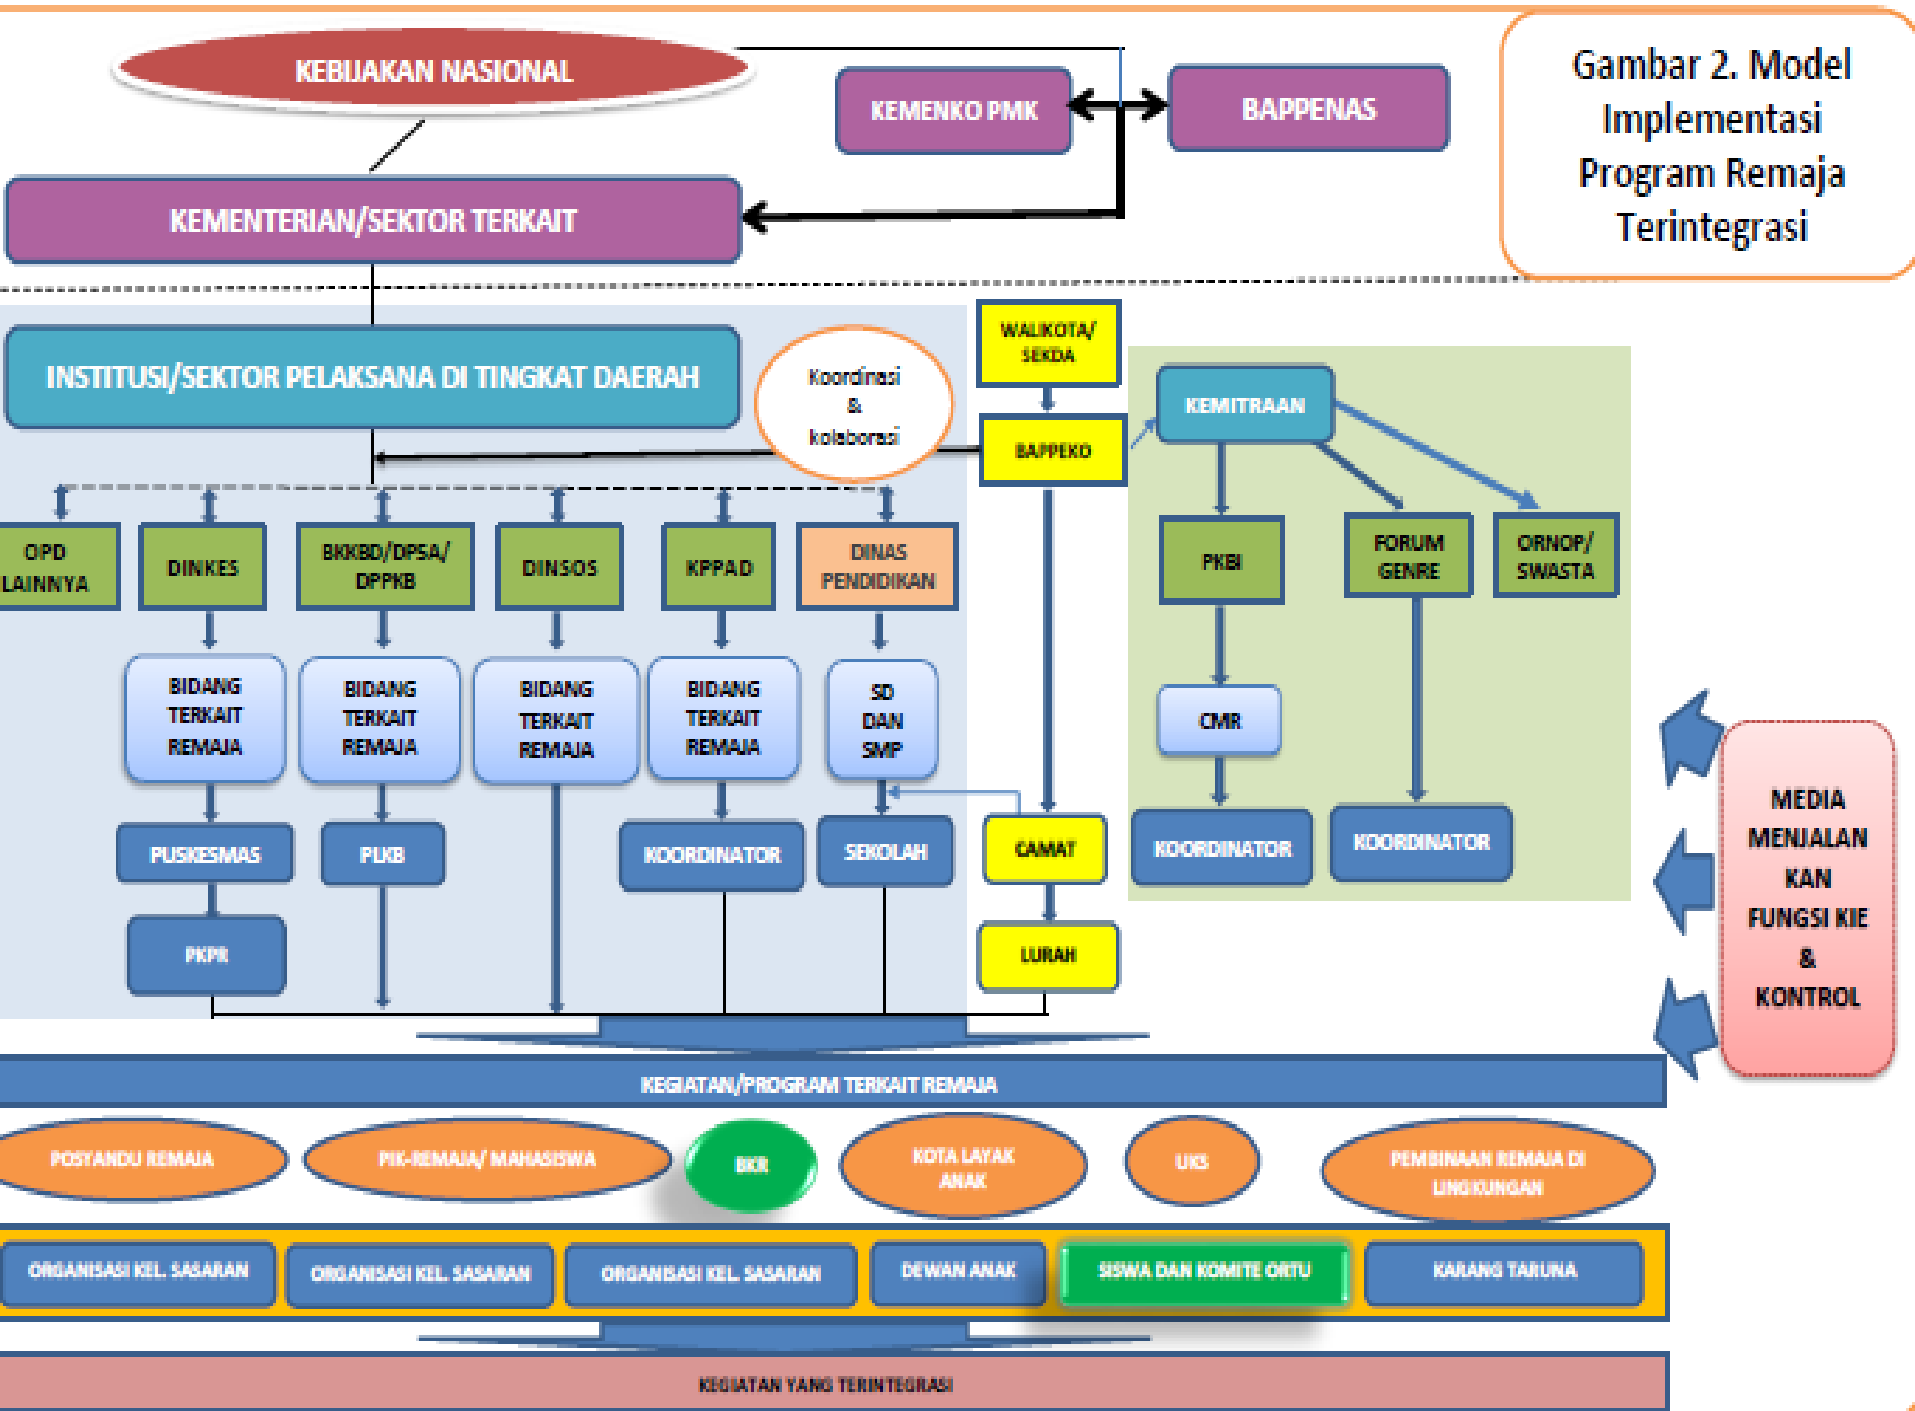 KEBIJAKAN NASIONAL
KEMENKO PMK
BAPPENAS
Gambar 2. Model
Implementasi
Program Remaja
Terintegrasi
KEMENTERIAN/SEKTOR TERKAIT
INSTITUSI/SEKTOR PELAKSANA DI TINGKAT DAERAH
Koordinasi
&
kolaborasi
WALIKOTA/
SEKDA
BAPPEKO
KEMITRAAN
OPD
LAINNYA
DINKES
BKKBD/DPSA/
DPPKB
DINSOS
KPPAD
DINAS
PENDIDIKAN
PKBI
FORUM
GENRE
ORNOP/
SWASTA
BIDANG
TERKAIT
REMAJA
BIDANG
TERKAIT
REMAJA
BIDANG
TERKAIT
REMAJA
BIDANG
TERKAIT
REMAJA
SD
DAN
SMP
CMR
PUSKESMAS
PLKB
KOORDINATOR
SEKOLAH
CAMAT
KOORDINATOR
KOORDINATOR
PKPR
LURAH
MEDIA
MENJALAN
KAN
FUNGSI KIE
&
KONTROL
KEGIATAN/PROGRAM TERKAIT REMAJA
POSYANDU REMAJA
PIK-REMAJA/ MAHASISWA
BKR
KOTA LAYAK
ANAK
UKS
PEMBINAAN REMAJA DI
LINGKUNGAN
ORGANISASI KEL. SASARAN
ORGANISASI KEL. SASARAN
ORGANISASI KEL. SASARAN
DEWAN ANAK
SISWA DAN KOMITE ORTU
KARANG TARUNA
KEGIATAN YANG TERINTEGRASI